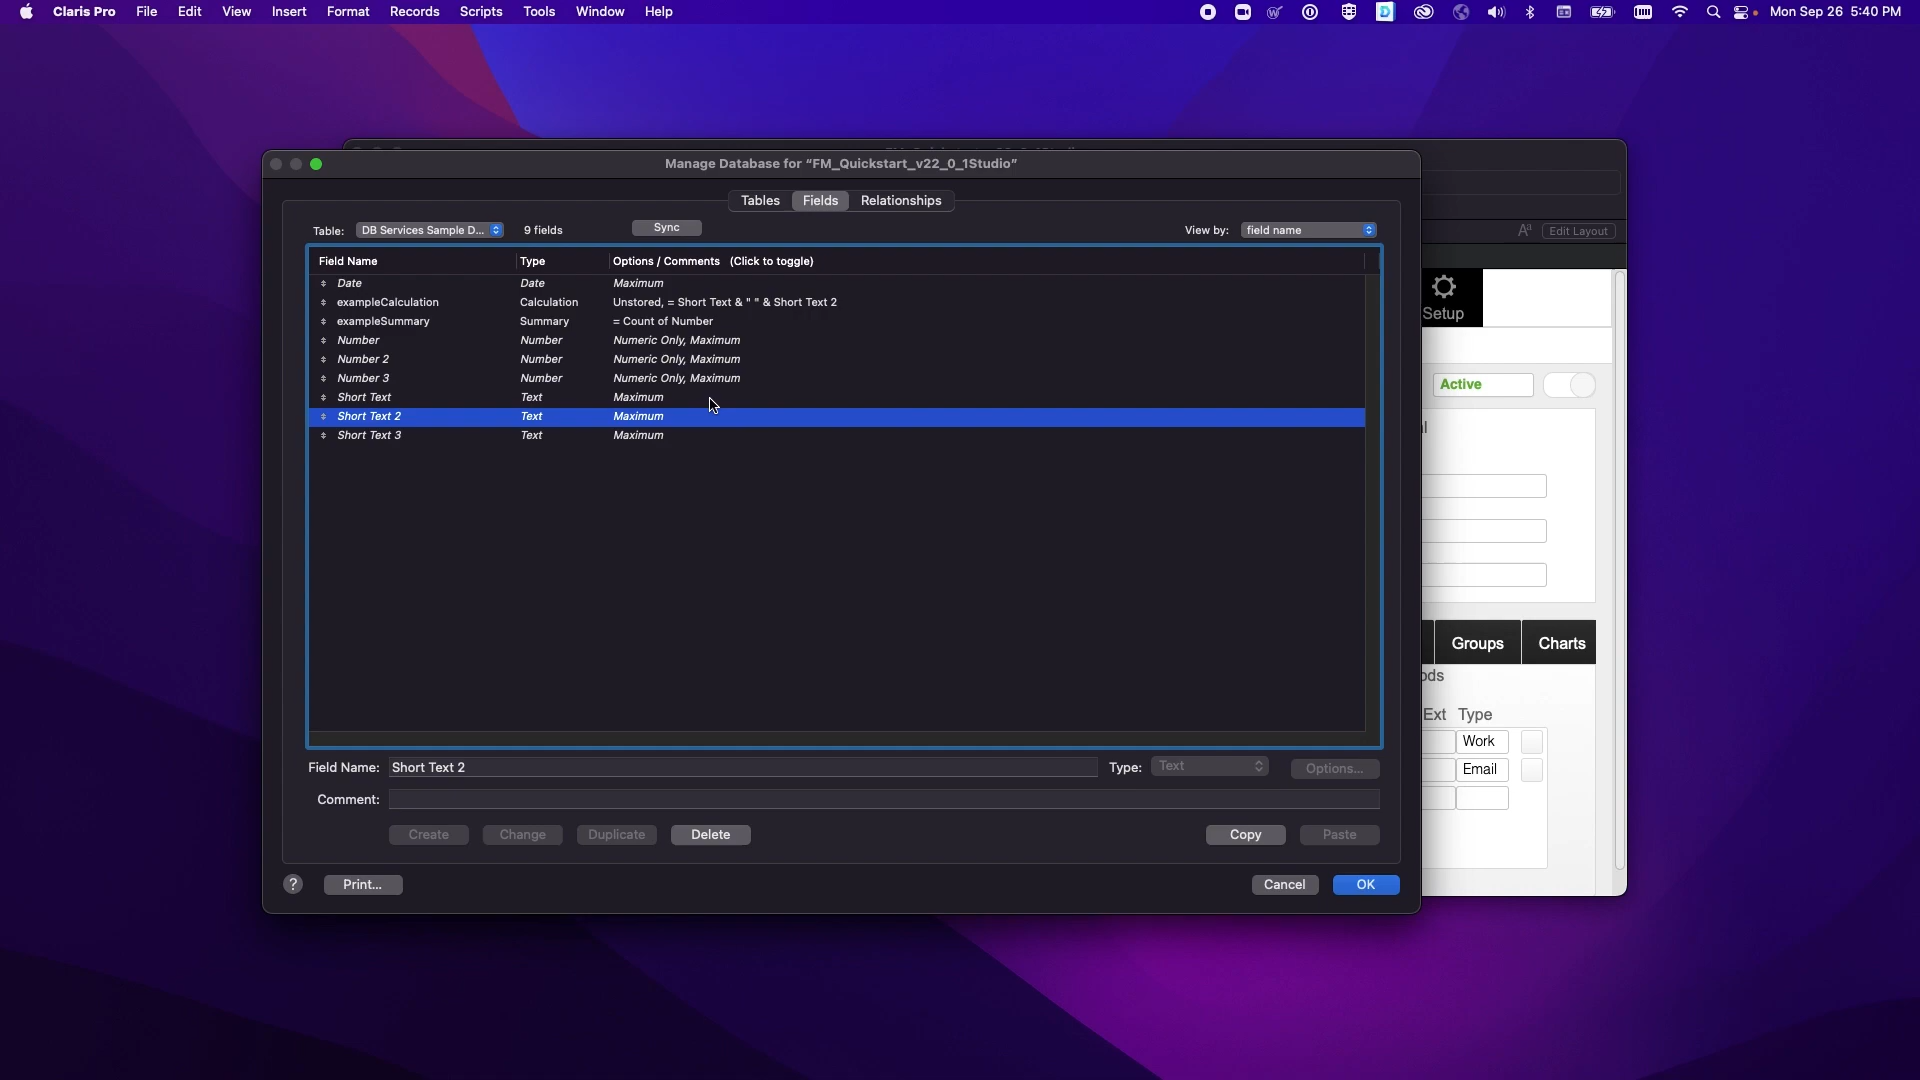 Claris Pro File Edit View Insert Format Records Scripts Tools Window Help Mon Sep 26 5:40 PM
Manage Database for “FM_Quickstart_v22_0_1Studio”
Tables Fields Relationships
Table: DB Services Sample D... 9 fields Sync View by: field name
Field Name Type Options / Comments (Click to toggle)
Date Date Maximum
exampleCalculation Calculation Unstored, = Short Text & " " & Short Text 2
exampleSummary Summary = Count of Number
Number Number Numeric Only, Maximum
Number 2 Number Numeric Only, Maximum
Number 3 Number Numeric Only, Maximum
Short Text Text Maximum
Short Text 2 Text Maximum
Short Text 3 Text Maximum
Field Name: Short Text 2 Type: Text Options...
Comment:
Create Change Duplicate Delete Copy Paste
? Print... Cancel OK
Edit Layout
Setup
Active
Groups Charts
Ext Type
Work
Email